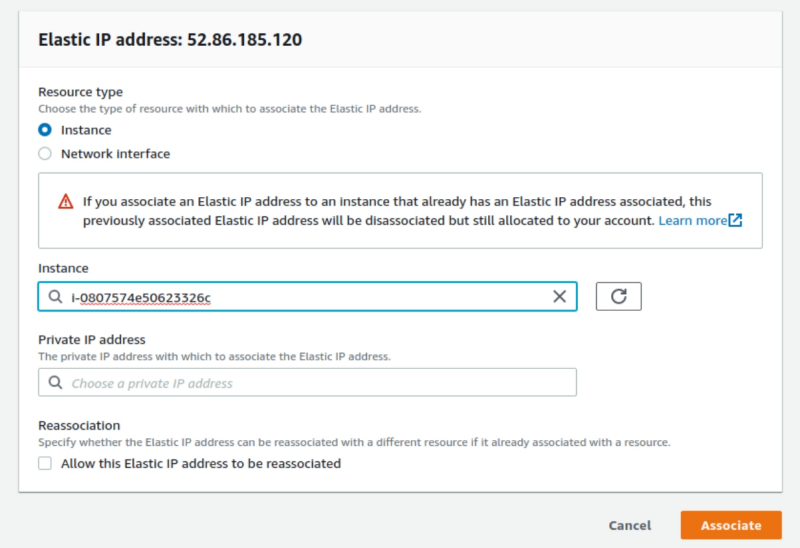 Elastic IP address: 52.86.185.120
Resource type
Choose the type of resource with which to associate the Elastic IP address.
Instance
Network interface
If you associate an Elastic IP address to an instance that already has an Elastic IP address associated, this
previously associated Elastic IP address will be disassociated but still allocated to your account. Learn more
Instance
i-0807574e50623326c
Private IP address
The private IP address with which to associate the Elastic IP address.
Choose a private IP address
Reassociation
Specify whether the Elastic IP address can be reassociated with a different resource if it already associated with a resource.
Allow this Elastic IP address to be reassociated
Cancel
Associate